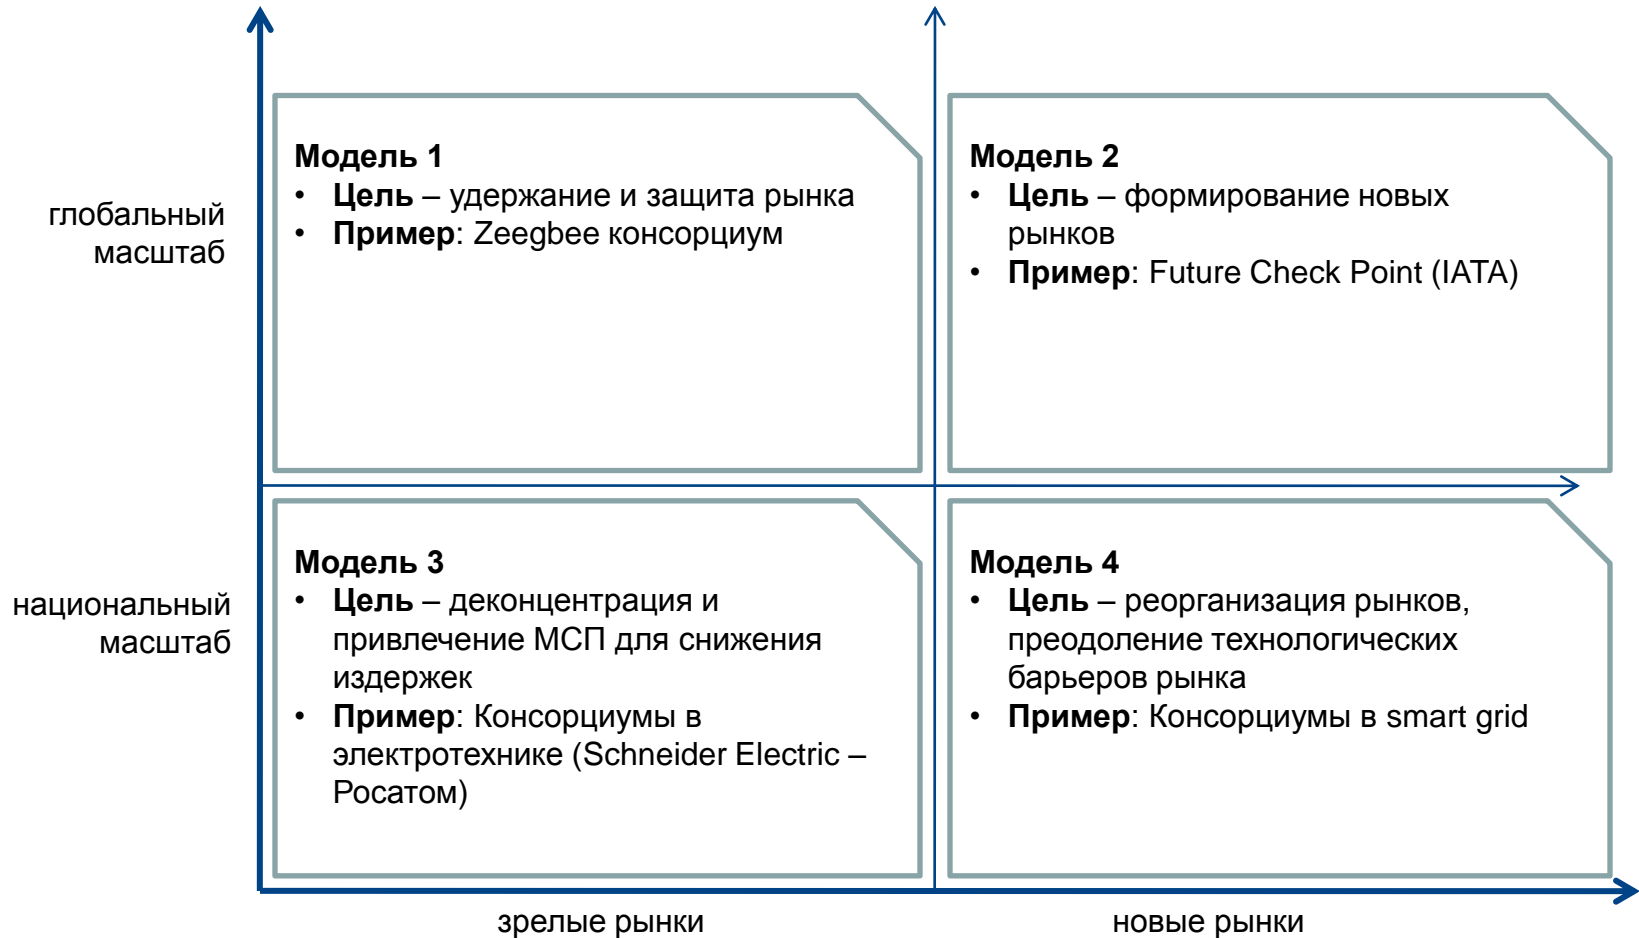 глобальный
масштаб
Модель 1
• Цель – удержание и защита рынка
• Пример: Zeegbee консорциум
Модель 2
• Цель – формирование новых
рынков
• Пример: Future Check Point (IATA)
национальный
масштаб
Модель 3
• Цель – деконцентрация и
привлечение МСП для снижения
издержек
• Пример: Консорциумы в
электротехнике (Schneider Electric –
Росатом)
Модель 4
• Цель – реорганизация рынков,
преодоление технологических
барьеров рынка
• Пример: Консорциумы в smart grid
зрелые рынки
новые рынки